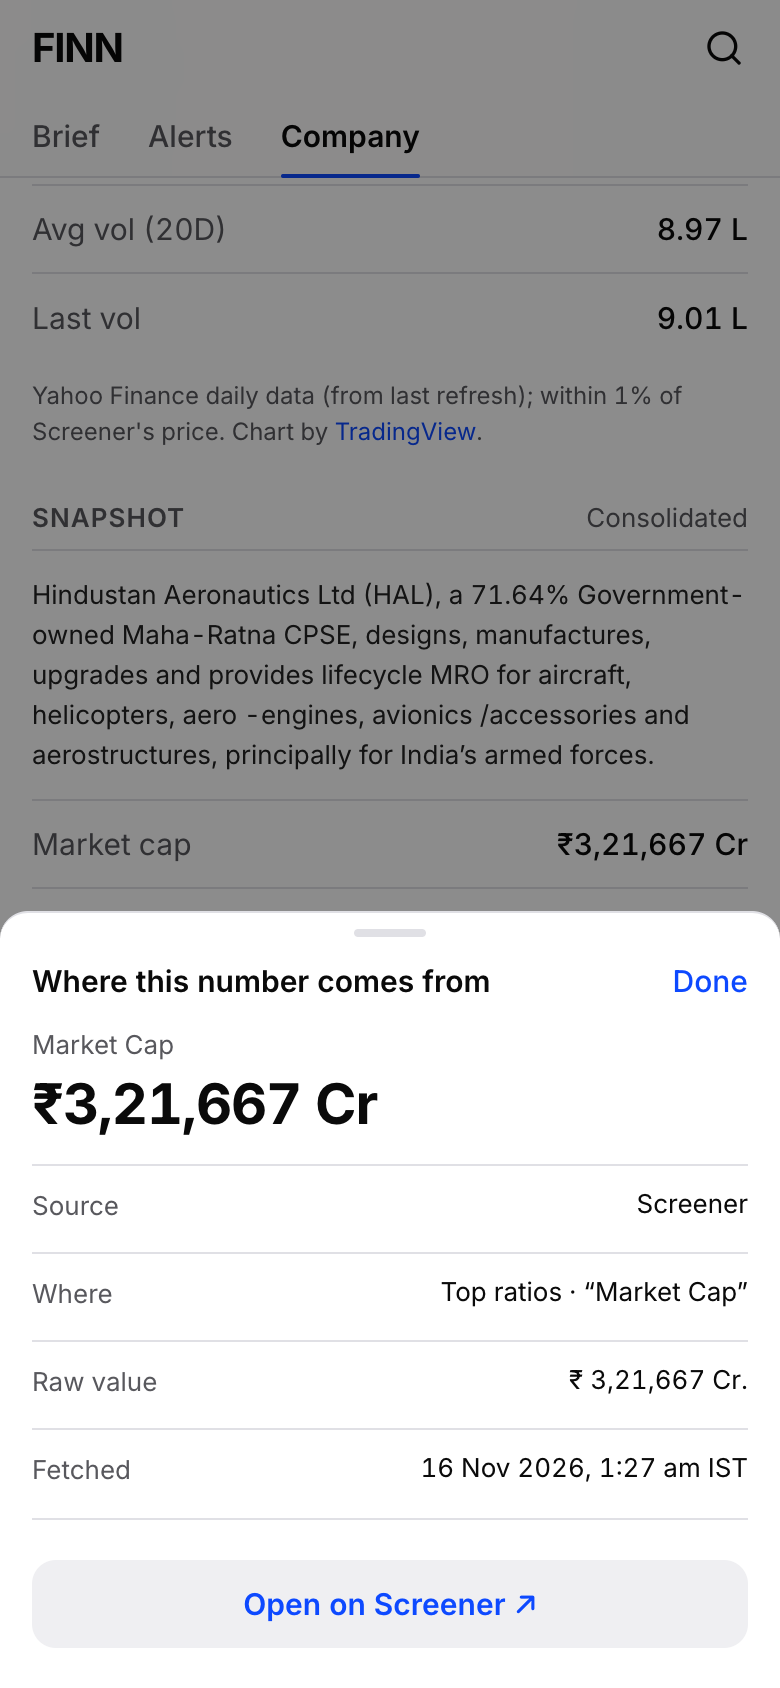 FINN
Brief Alerts Company
Avg vol (20D) 8.97 L
Last vol 9.01 L
Yahoo Finance daily data (from last refresh); within 1% of
Screener's price. Chart by TradingView.
SNAPSHOT Consolidated
Hindustan Aeronautics Ltd (HAL), a 71.64% Government-
owned Maha-Ratna CPSE, designs, manufactures,
upgrades and provides lifecycle MRO for aircraft,
helicopters, aero -engines, avionics /accessories and
aerostructures, principally for India’s armed forces.
Market cap ₹3,21,667 Cr
Where this number comes from Done
Market Cap
₹3,21,667 Cr
Source Screener
Where Top ratios · “Market Cap”
Raw value ₹ 3,21,667 Cr.
Fetched 16 Nov 2026, 1:27 am IST
Open on Screener ↗